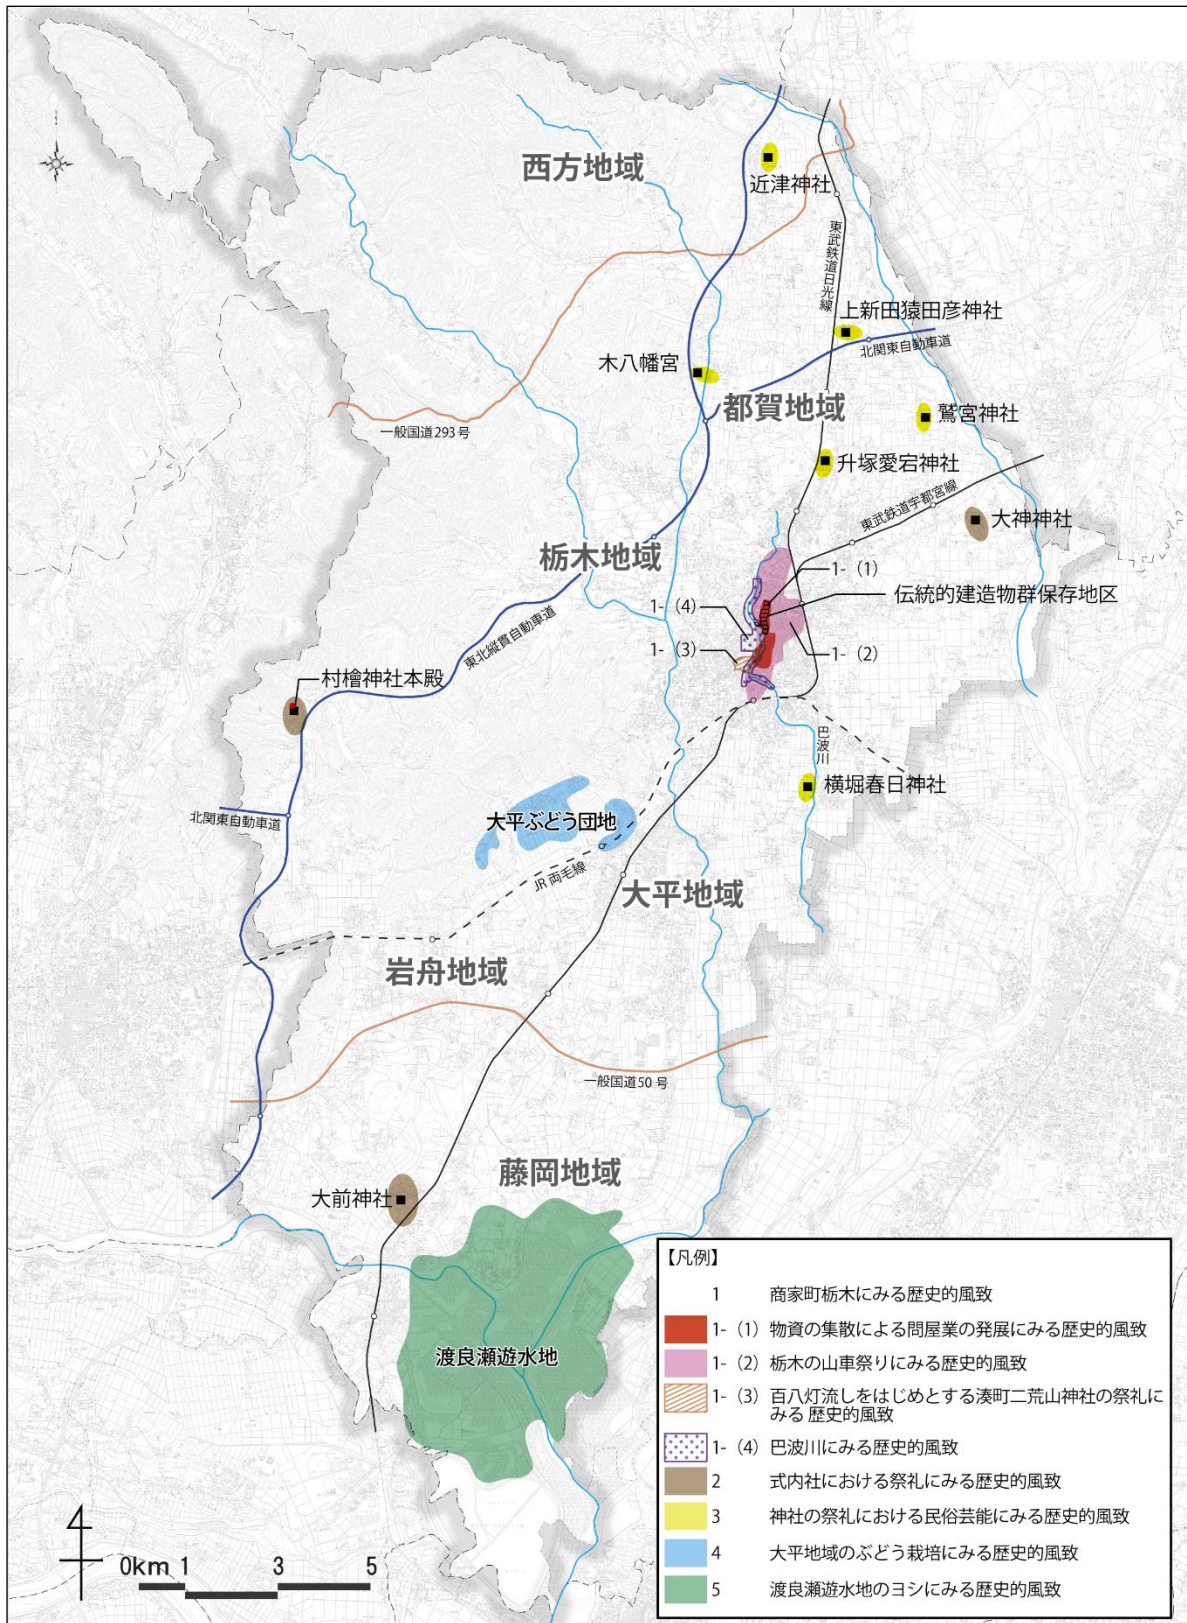 西方地域
近津神社
東武鉄道日光線
上新田猿田彦神社
北関東自動車道
木八幡宮
都賀地域
鷲宮神社
一般国道293号
升塚愛宕神社
東武鉄道宇都宮線
大神神社
栃木地域
1-（1）
伝統的建造物群保存地区
1-（4）
1-（3）
1-（2）
東北縦貫自動車道
村檜神社本殿
巴波川
横堀春日神社
北関東自動車道
大平ぶどう団地
JR両毛線
大平地域
岩舟地域
一般国道50号
藤岡地域
大前神社
渡良瀬遊水地
【凡例】
1 商家町栃木にみる歴史的風致
1-（1）物資の集散による問屋業の発展にみる歴史的風致
1-（2）栃木の山車祭りにみる歴史的風致
1-（3）百八灯流しをはじめとする湊町二荒山神社の祭礼に
みる 歴史的風致
1-（4）巴波川にみる歴史的風致
2 式内社における祭礼にみる歴史的風致
3 神社の祭礼における民俗芸能にみる歴史的風致
4 大平地域のぶどう栽培にみる歴史的風致
5 渡良瀬遊水地のヨシにみる歴史的風致
0km 1 3 5